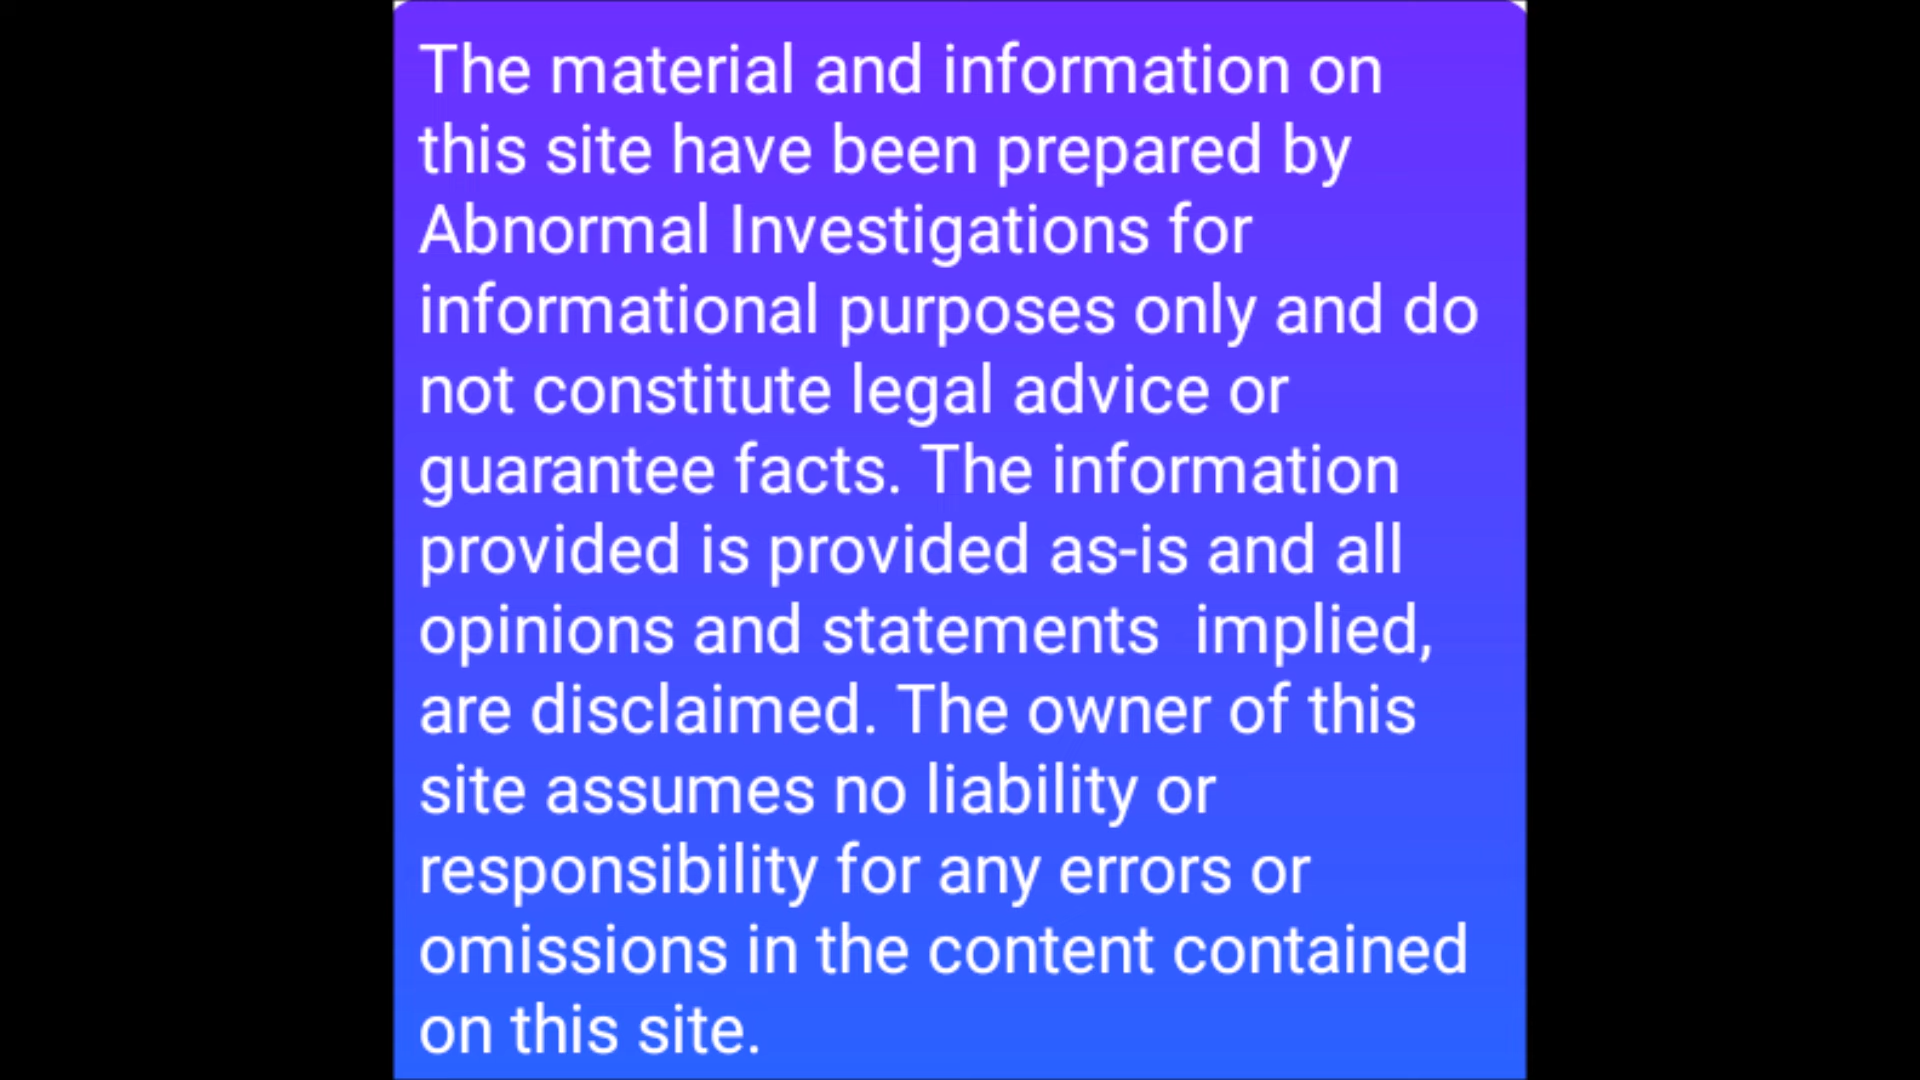 The material and information on
this site have been prepared by
Abnormal Investigations for
informational purposes only and do
not constitute legal advice or
guarantee facts. The information
provided is provided as-is and all
opinions and statements  implied,
are disclaimed. The owner of this
site assumes no liability or
responsibility for any errors or
omissions in the content contained
on this site.